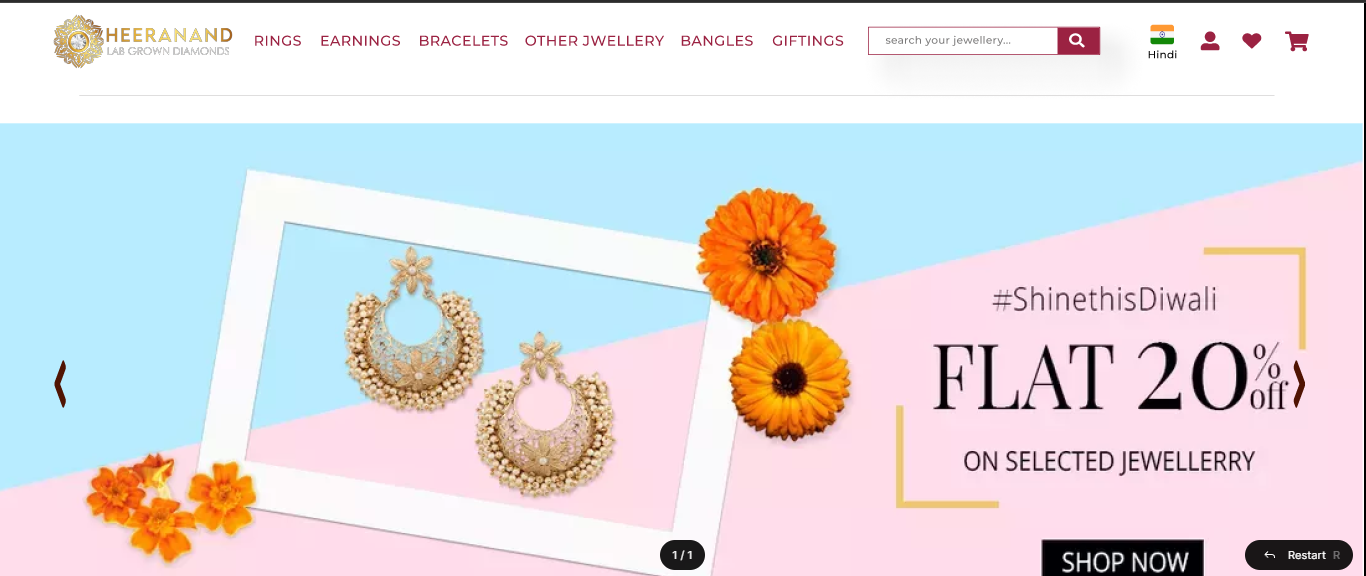 HEERANAND
LAB GROWN DIAMONDS
RINGS EARNINGS BRACELETS OTHER JWELLERY BANGLES GIFTINGS
search your jewellery...
Hindi
#ShinethisDiwali
FLAT 20% off
ON SELECTED JEWELLERRY
SHOP NOW
1 / 1
Restart R